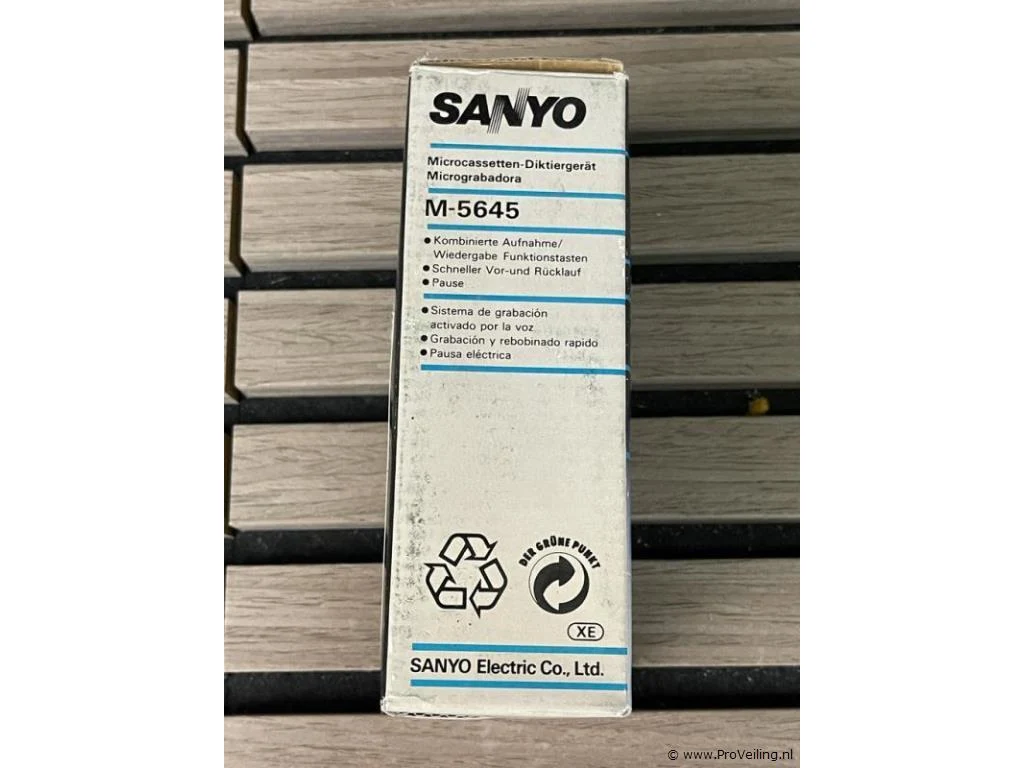 SANYO
Microcassetten-Diktiergerät
Micrograbadora
M-5645
● Kombinierte Aufnahme/
Wiedergabe Funktionstasten
● Schneller Vor-und Rücklauf
● Pause
● Sistema de grabación
activado por la voz
● Grabación y rebobinado rapido
● Pausa eléctrica
DER GRÜNE PUNKT
XE
SANYO Electric Co., Ltd.
© www.ProVeiling.nl